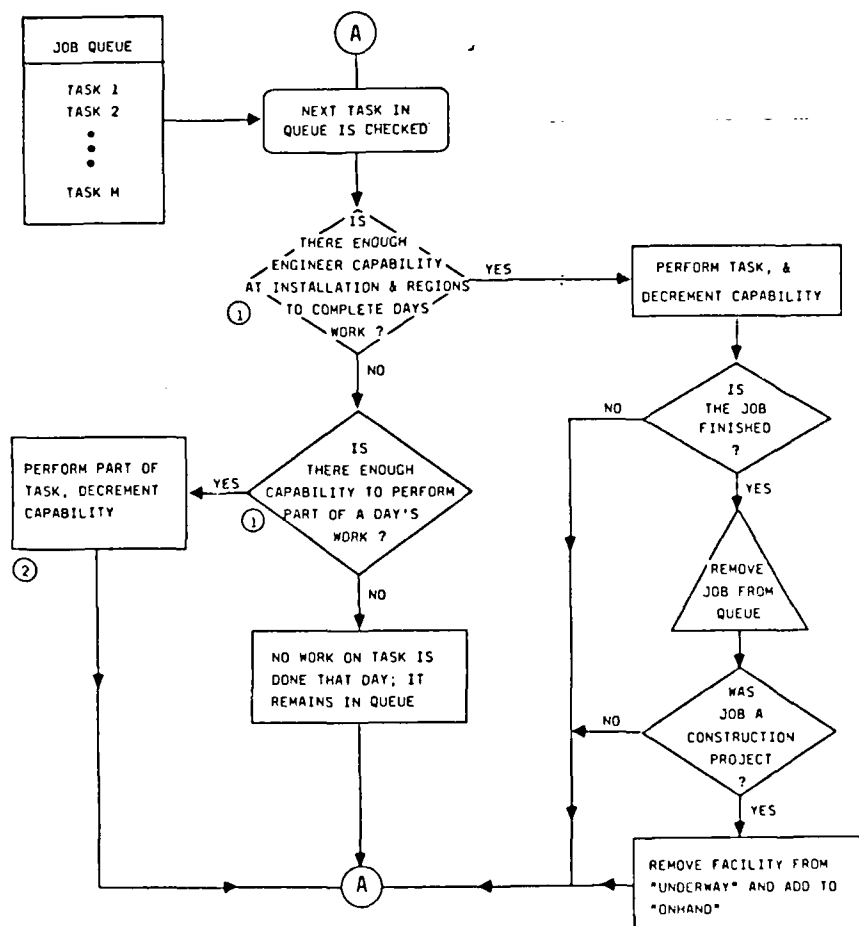 JOB QUEUE
TASK 1
TASK 2
TASK M
A
NEXT TASK IN
QUEUE IS CHECKED
IS
THERE ENOUGH
ENGINEER CAPABILITY
AT INSTALLATION & REGIONS
TO COMPLETE DAYS
WORK ?
1
YES
PERFORM TASK, &
DECREMENT CAPABILITY
NO
IS
THE JOB
FINISHED
?
NO
YES
IS
THERE ENOUGH
CAPABILITY TO PERFORM
PART OF A DAY'S
WORK ?
1
YES
PERFORM PART OF
TASK, DECREMENT
CAPABILITY
2
NO
REMOVE
JOB FROM
QUEUE
NO WORK ON TASK IS
DONE THAT DAY; IT
REMAINS IN QUEUE
WAS
JOB A
CONSTRUCTION
PROJECT
?
NO
YES
REMOVE FACILITY FROM
"UNDERWAY" AND ADD TO
"ONHAND"
A